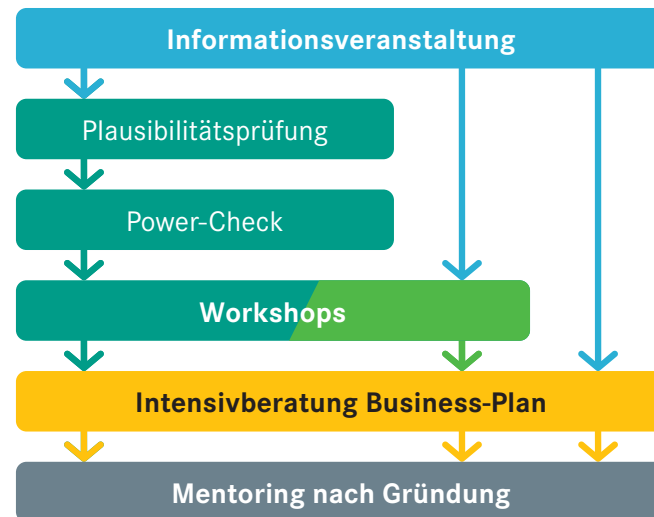 Informationsveranstaltung
Plausibilitätsprüfung
Power-Check
Workshops
Intensivberatung Business-Plan
Mentoring nach Gründung